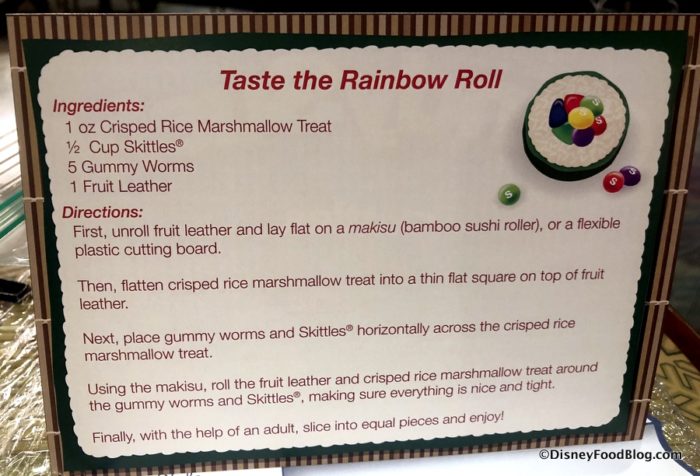 Taste the Rainbow Roll
Ingredients:
1 oz Crisped Rice Marshmallow Treat
½ Cup Skittles®
5 Gummy Worms
1 Fruit Leather
Directions:
First, unroll fruit leather and lay flat on a makisu (bamboo sushi roller), or a flexible
plastic cutting board.
Then, flatten crisped rice marshmallow treat into a thin flat square on top of fruit
leather.
Next, place gummy worms and Skittles® horizontally across the crisped rice
marshmallow treat.
Using the makisu, roll the fruit leather and crisped rice marshmallow treat around
the gummy worms and Skittles®, making sure everything is nice and tight.
Finally, with the help of an adult, slice into equal pieces and enjoy!
S
S
S
S
S
©DisneyFoodBlog.com